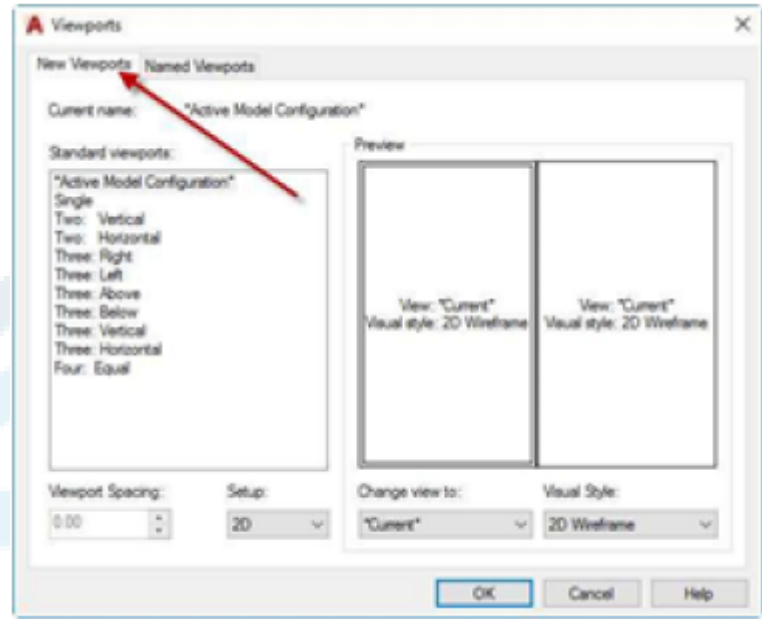 Viewports
New Viewports Named Viewports
Current name: "Active Model Configuration"
Standard viewports:
"Active Model Configuration"
Single
Two: Vertical
Two: Horizontal
Three: Right
Three: Left
Three: Above
Three: Below
Three: Vertical
Three: Horizontal
Four: Equal
Preview
View: "Current"
Visual style: 2D Wireframe
View: "Current"
Visual style: 2D Wireframe
Viewport Spacing: Setup: Change view to: Visual Style:
0.00 2D "Current" 2D Wireframe
OK Cancel Help